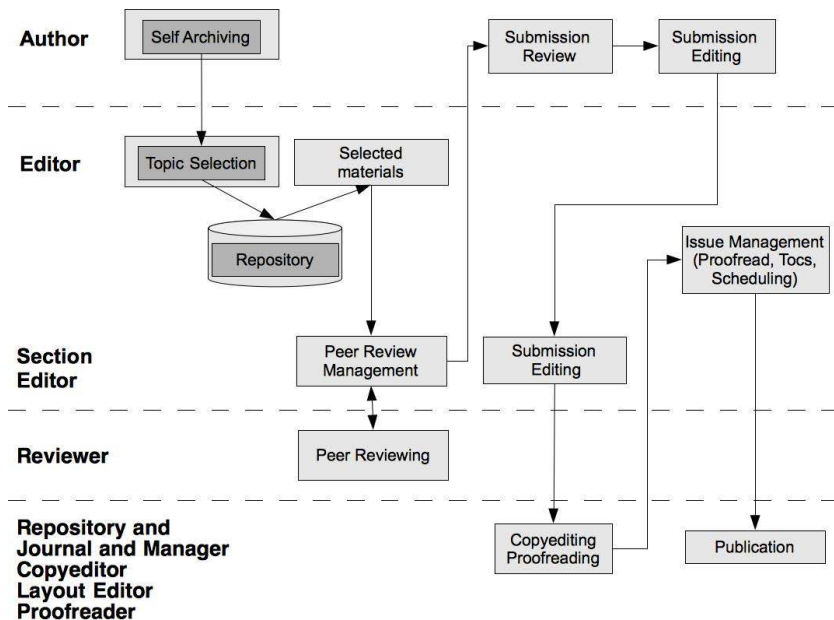 Author
Self Archiving
Submission
Review
Submission
Editing
Editor
Topic Selection
Selected
materials
Repository
Issue Management
(Proofread, Tocs,
Scheduling)
Section
Editor
Peer Review
Management
Submission
Editing
Reviewer
Peer Reviewing
Repository and
Journal and Manager
Copyeditor
Layout Editor
Proofreader
Copyediting
Proofreading
Publication